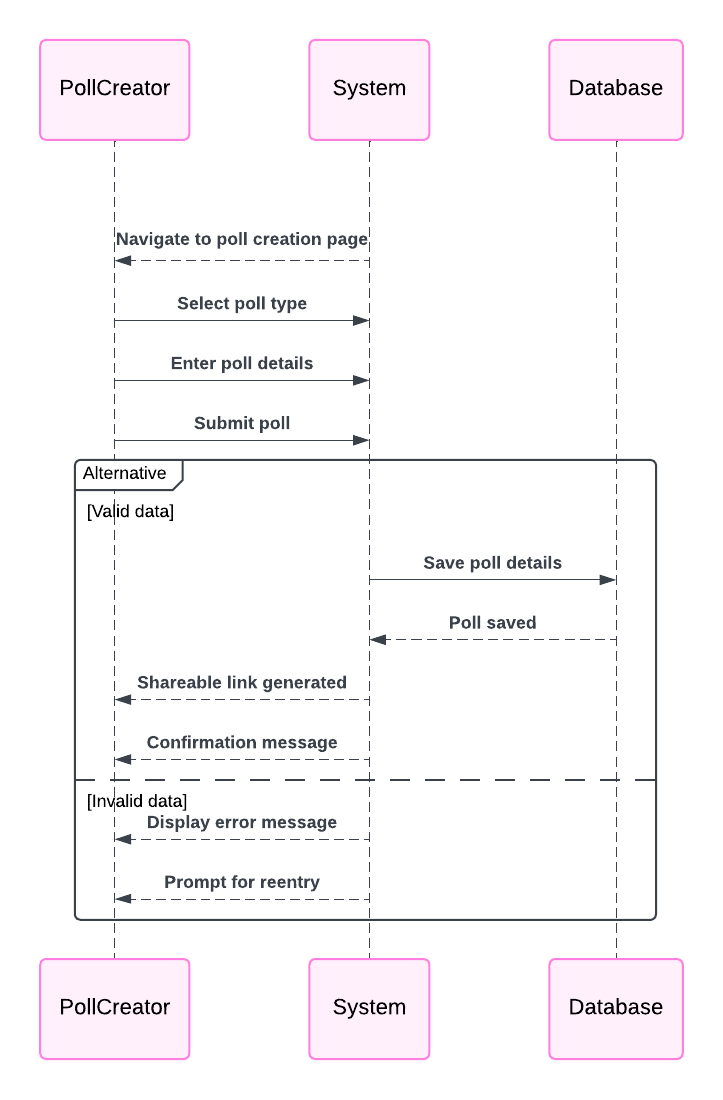 PollCreator
System
Database
Navigate to poll creation page
Select poll type
Enter poll details
Submit poll
Alternative
[Valid data]
Save poll details
Poll saved
Shareable link generated
Confirmation message
[Invalid data]
Display error message
Prompt for reentry
PollCreator
System
Database